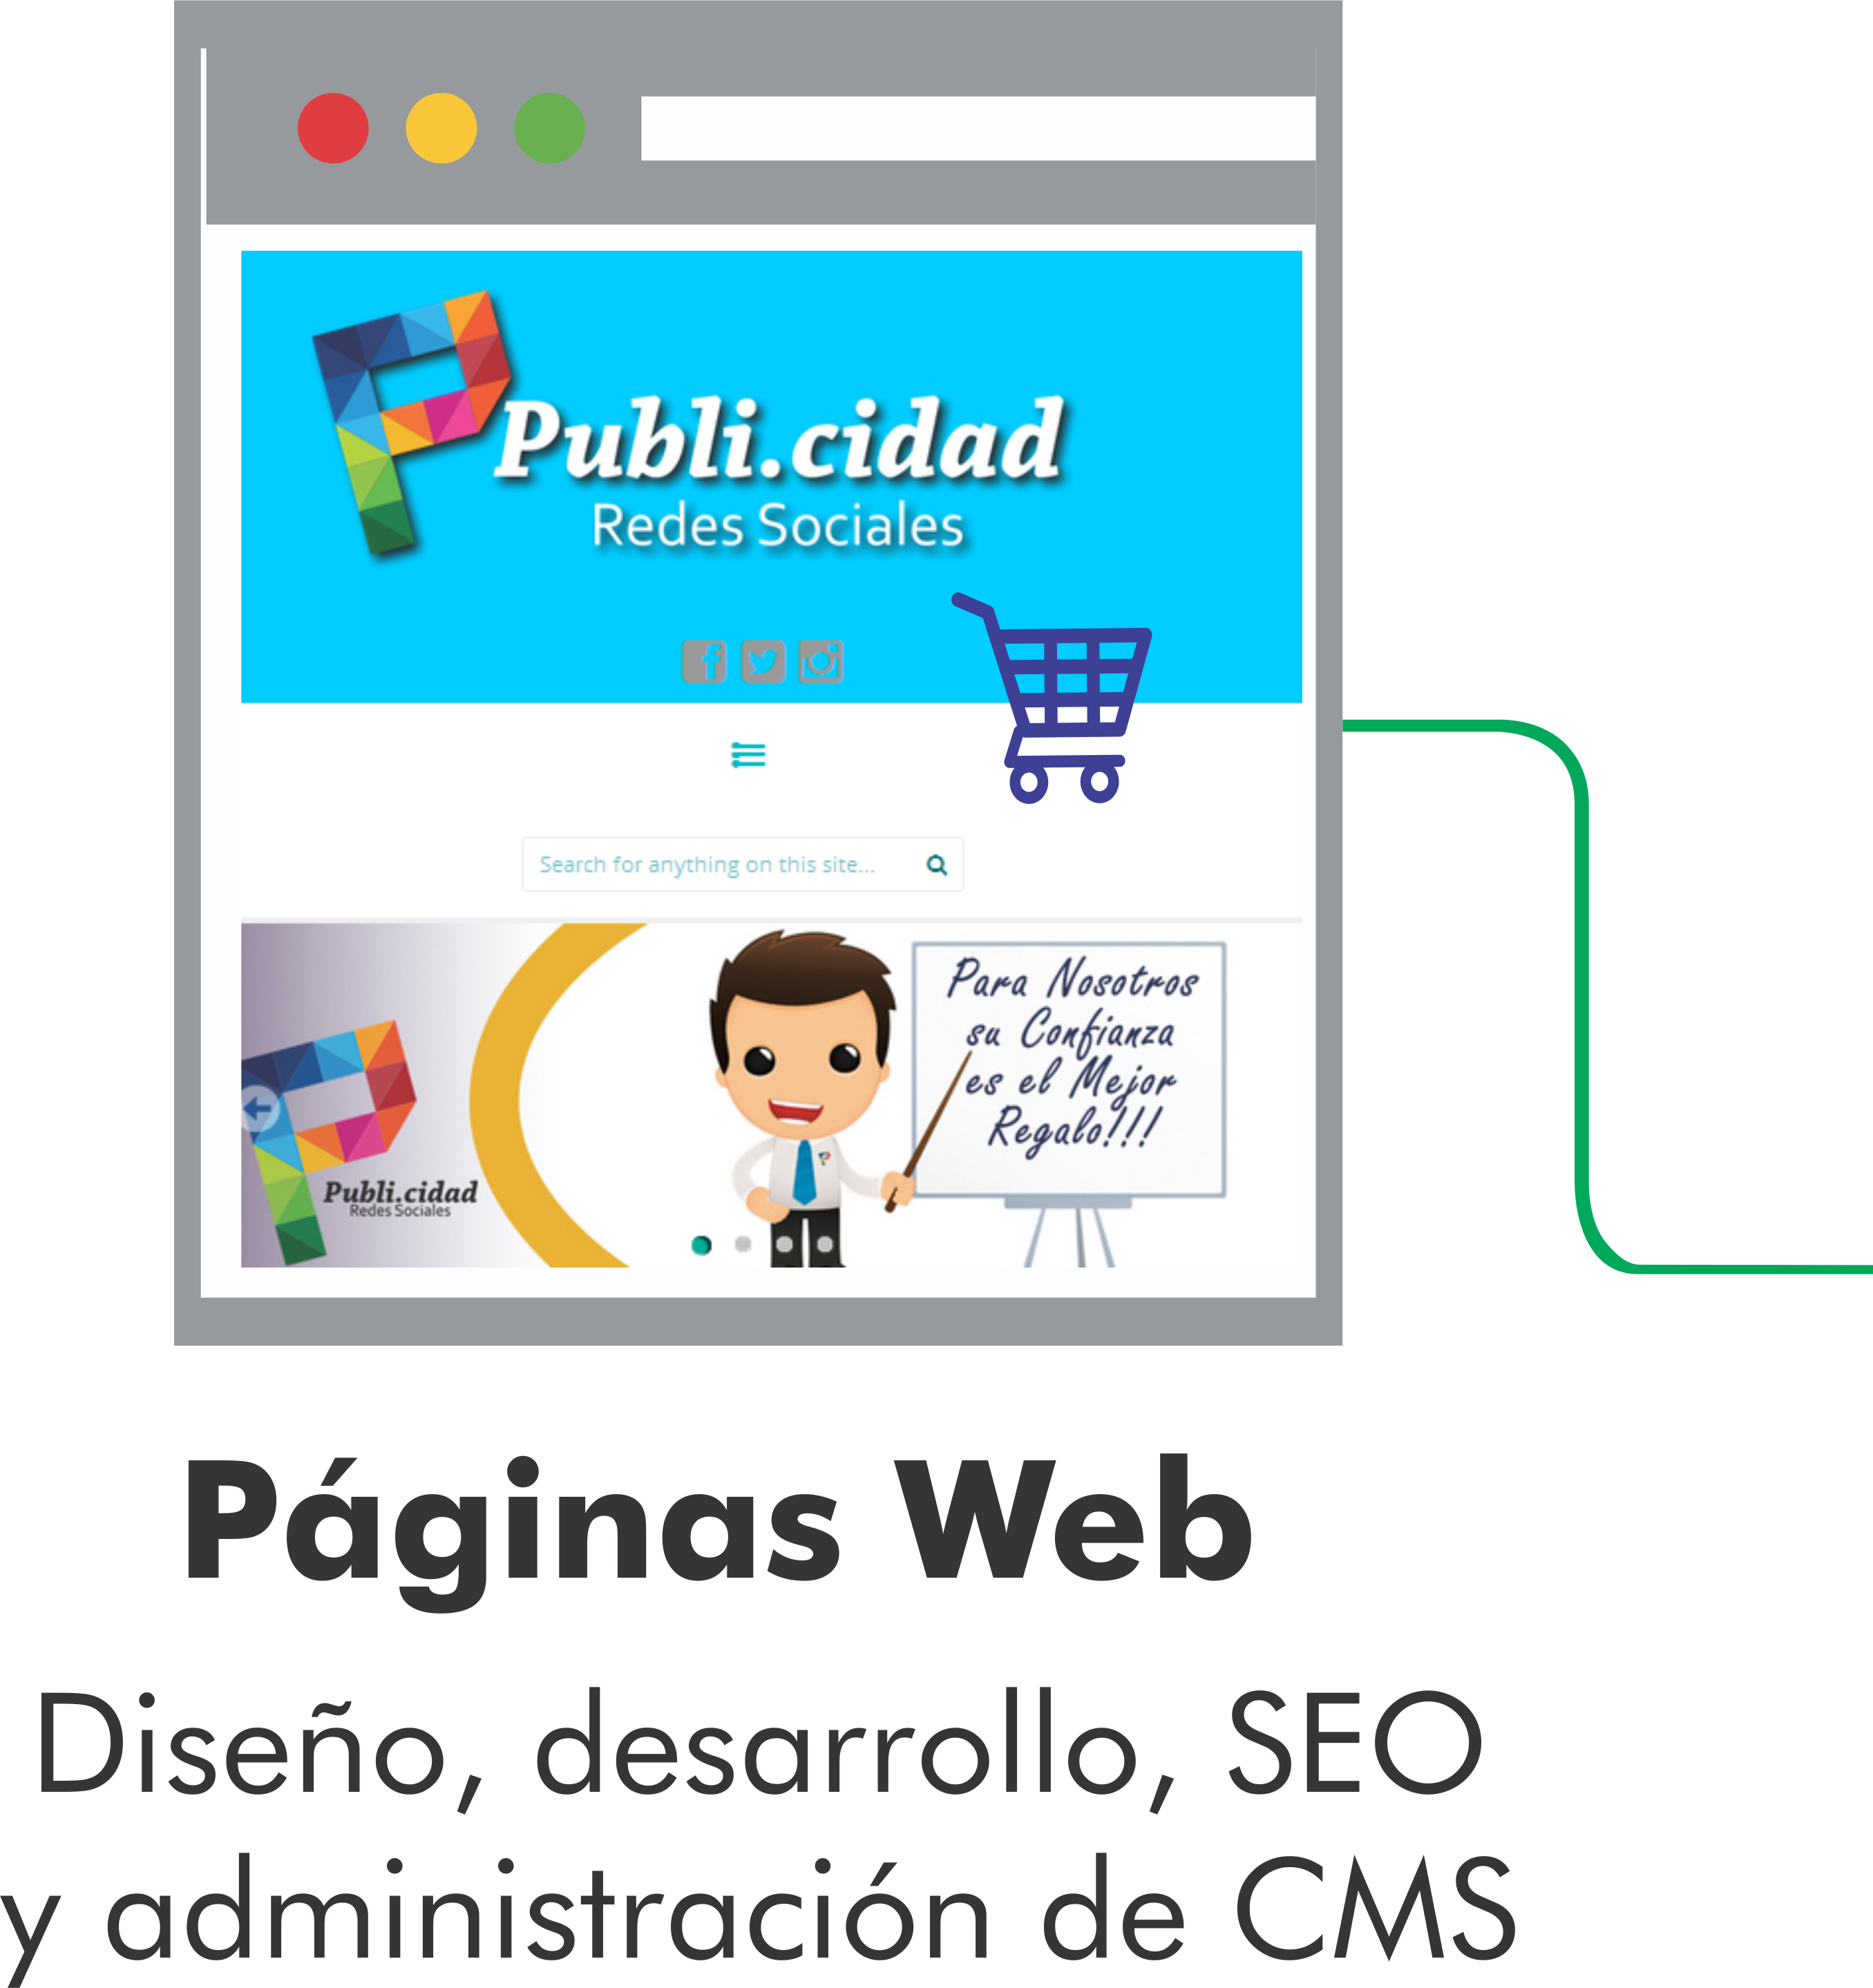 Publi.cidad
Redes Sociales
Search for anything on this site...
Para Nosotros
su Confianza
es el Mejor
Regalo!!!
Publi.cidad
Redes Sociales
Páginas Web
Diseño, desarrollo, SEO
y administración de CMS